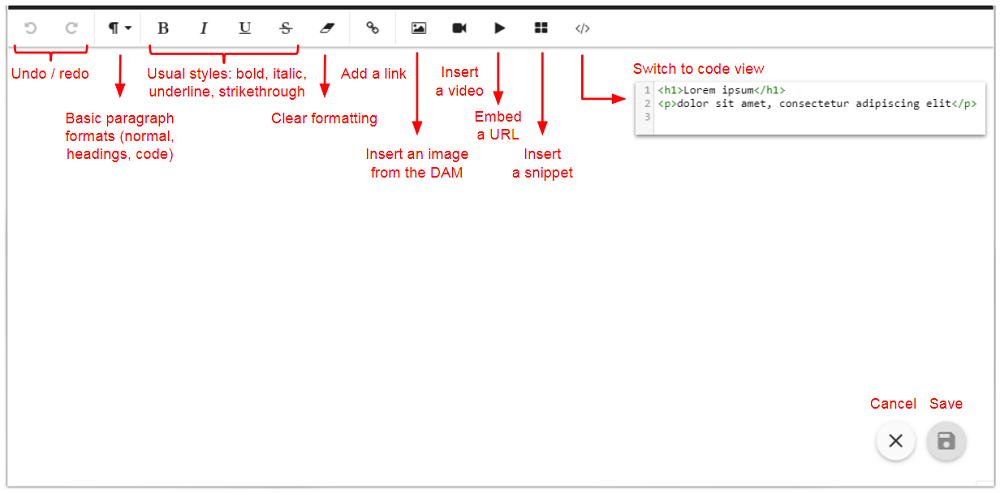 B I U S
Undo / redo
Usual styles: bold, italic,
underline, strikethrough
Add a link
Insert
a video
Switch to code view
1 <h1>Lorem ipsum</h1>
2 <p>dolor sit amet, consectetur adipiscing elit</p>
3
Basic paragraph
formats (normal,
headings, code)
Clear formatting
Embed
a URL
Insert an image
from the DAM
Insert
a snippet
Cancel Save